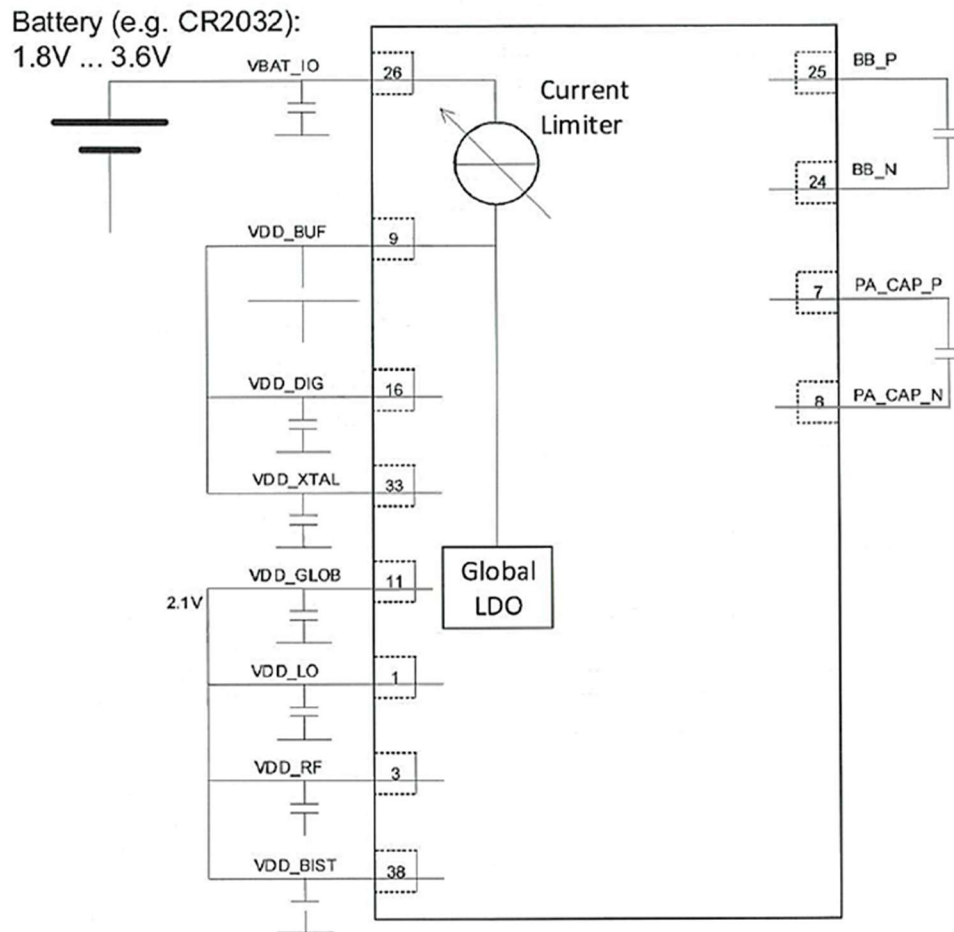 Battery (e.g. CR2032):
1.8V ... 3.6V
VBAT_IO
26
Current
Limiter
25
BB_P
24
BB_N
VDD_BUF
9
7
PA_CAP_P
8
PA_CAP_N
VDD_DIG
16
VDD_XTAL
33
VDD_GLOB
11
Global
LDO
2.1V
VDD_LO
1
VDD_RF
3
VDD_BIST
38